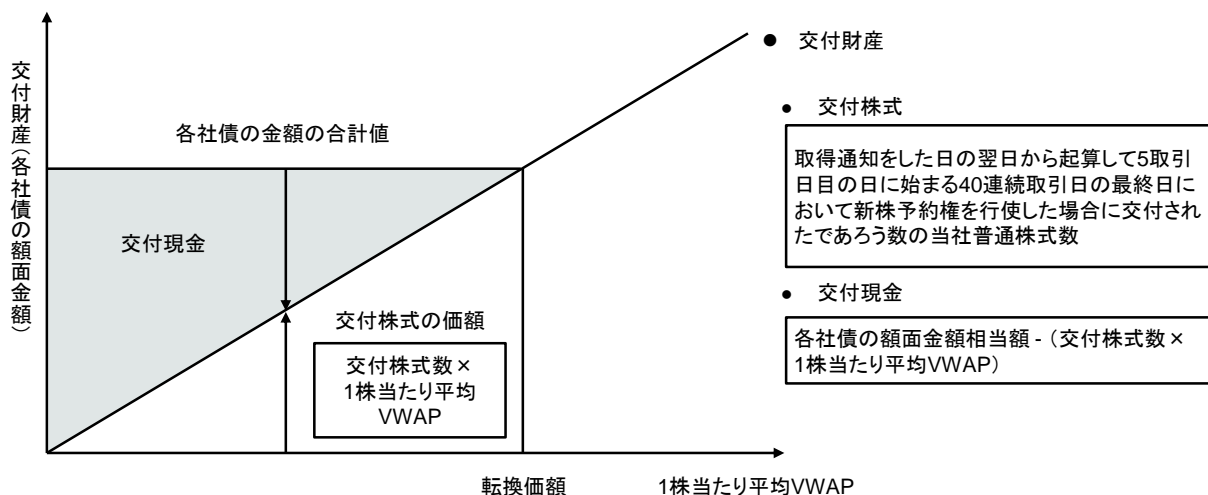 交付財産(各社債の額面金額)
各社債の金額の合計値
交付現金
交付株式の価額
交付株式数×
1株当たり平均
VWAP
転換価額
1株当たり平均VWAP
● 交付財産
● 交付株式
取得通知をした日の翌日から起算して5取引
日目の日に始まる40連続取引日の最終日に
おいて新株予約権を行使した場合に交付され
たであろう数の当社普通株式数
● 交付現金
各社債の額面金額相当額 -(交付株式数×
1株当たり平均VWAP)